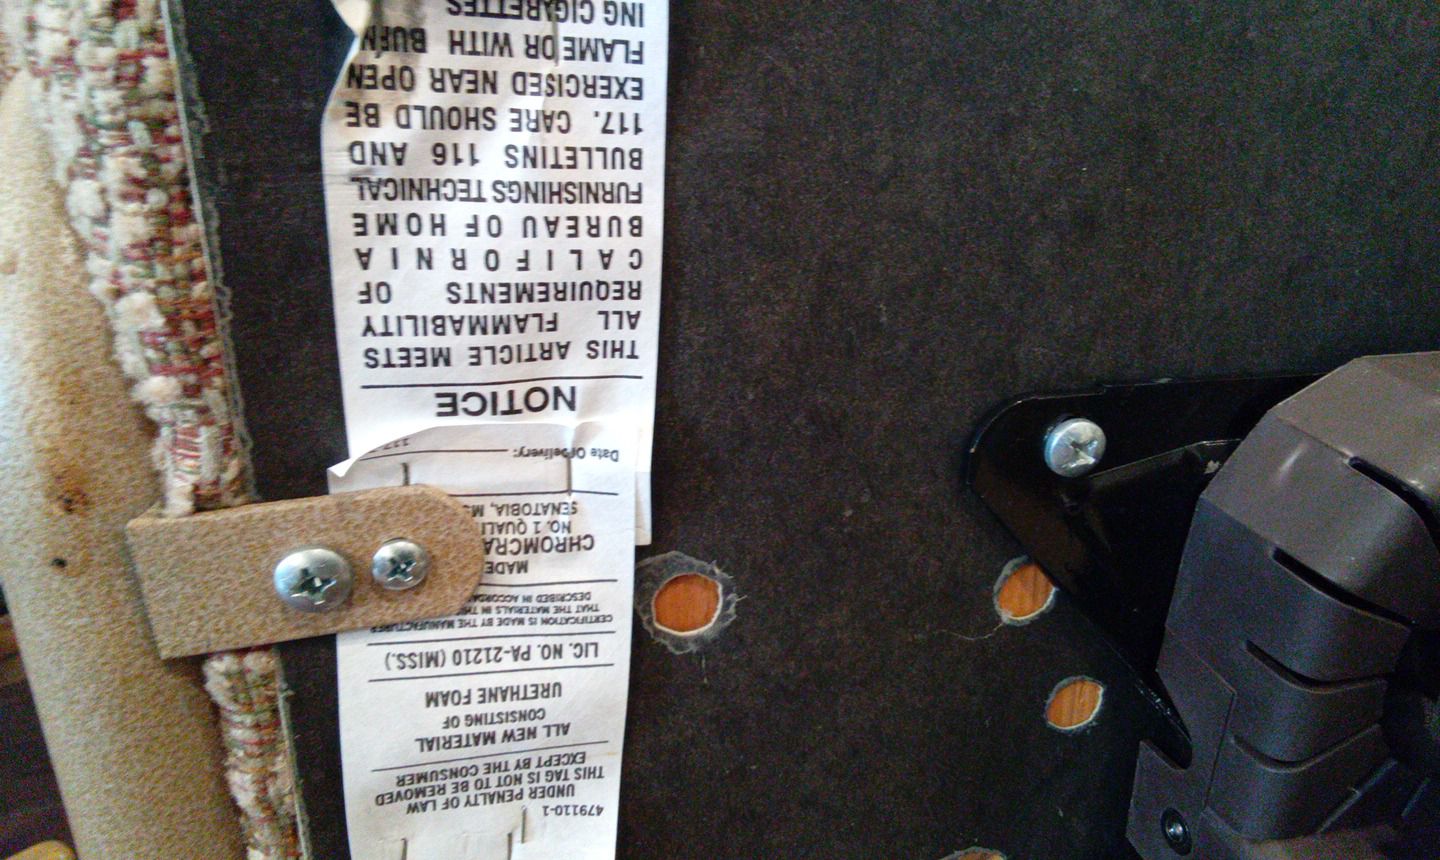 479110-1
UNDER PENALTY OF LAW
THIS TAG IS NOT TO BE REMOVED
EXCEPT BY THE CONSUMER
ALL NEW MATERIAL
CONSISTING OF
URETHANE FOAM
LIC. NO. PA-21210 (MISS.)
CERTIFICATION IS MADE BY THE MANUFACTURER
THAT THE MATERIALS IN
DESCRIBED IN
MADE
CHROMCRA
NO. 1 QUALI
SENATOBIA, MS
Date Of Delivery:
NOTICE
THIS ARTICLE MEETS
ALL FLAMMABILITY
REQUIREMENTS OF
CALIFORNIA
BUREAU OF HOME
FURNISHINGS TECHNICAL
BULLETINS 116 AND
117. CARE SHOULD BE
EXERCISED NEAR OPEN
FLAME OR WITH BURN
ING CIGARETTES